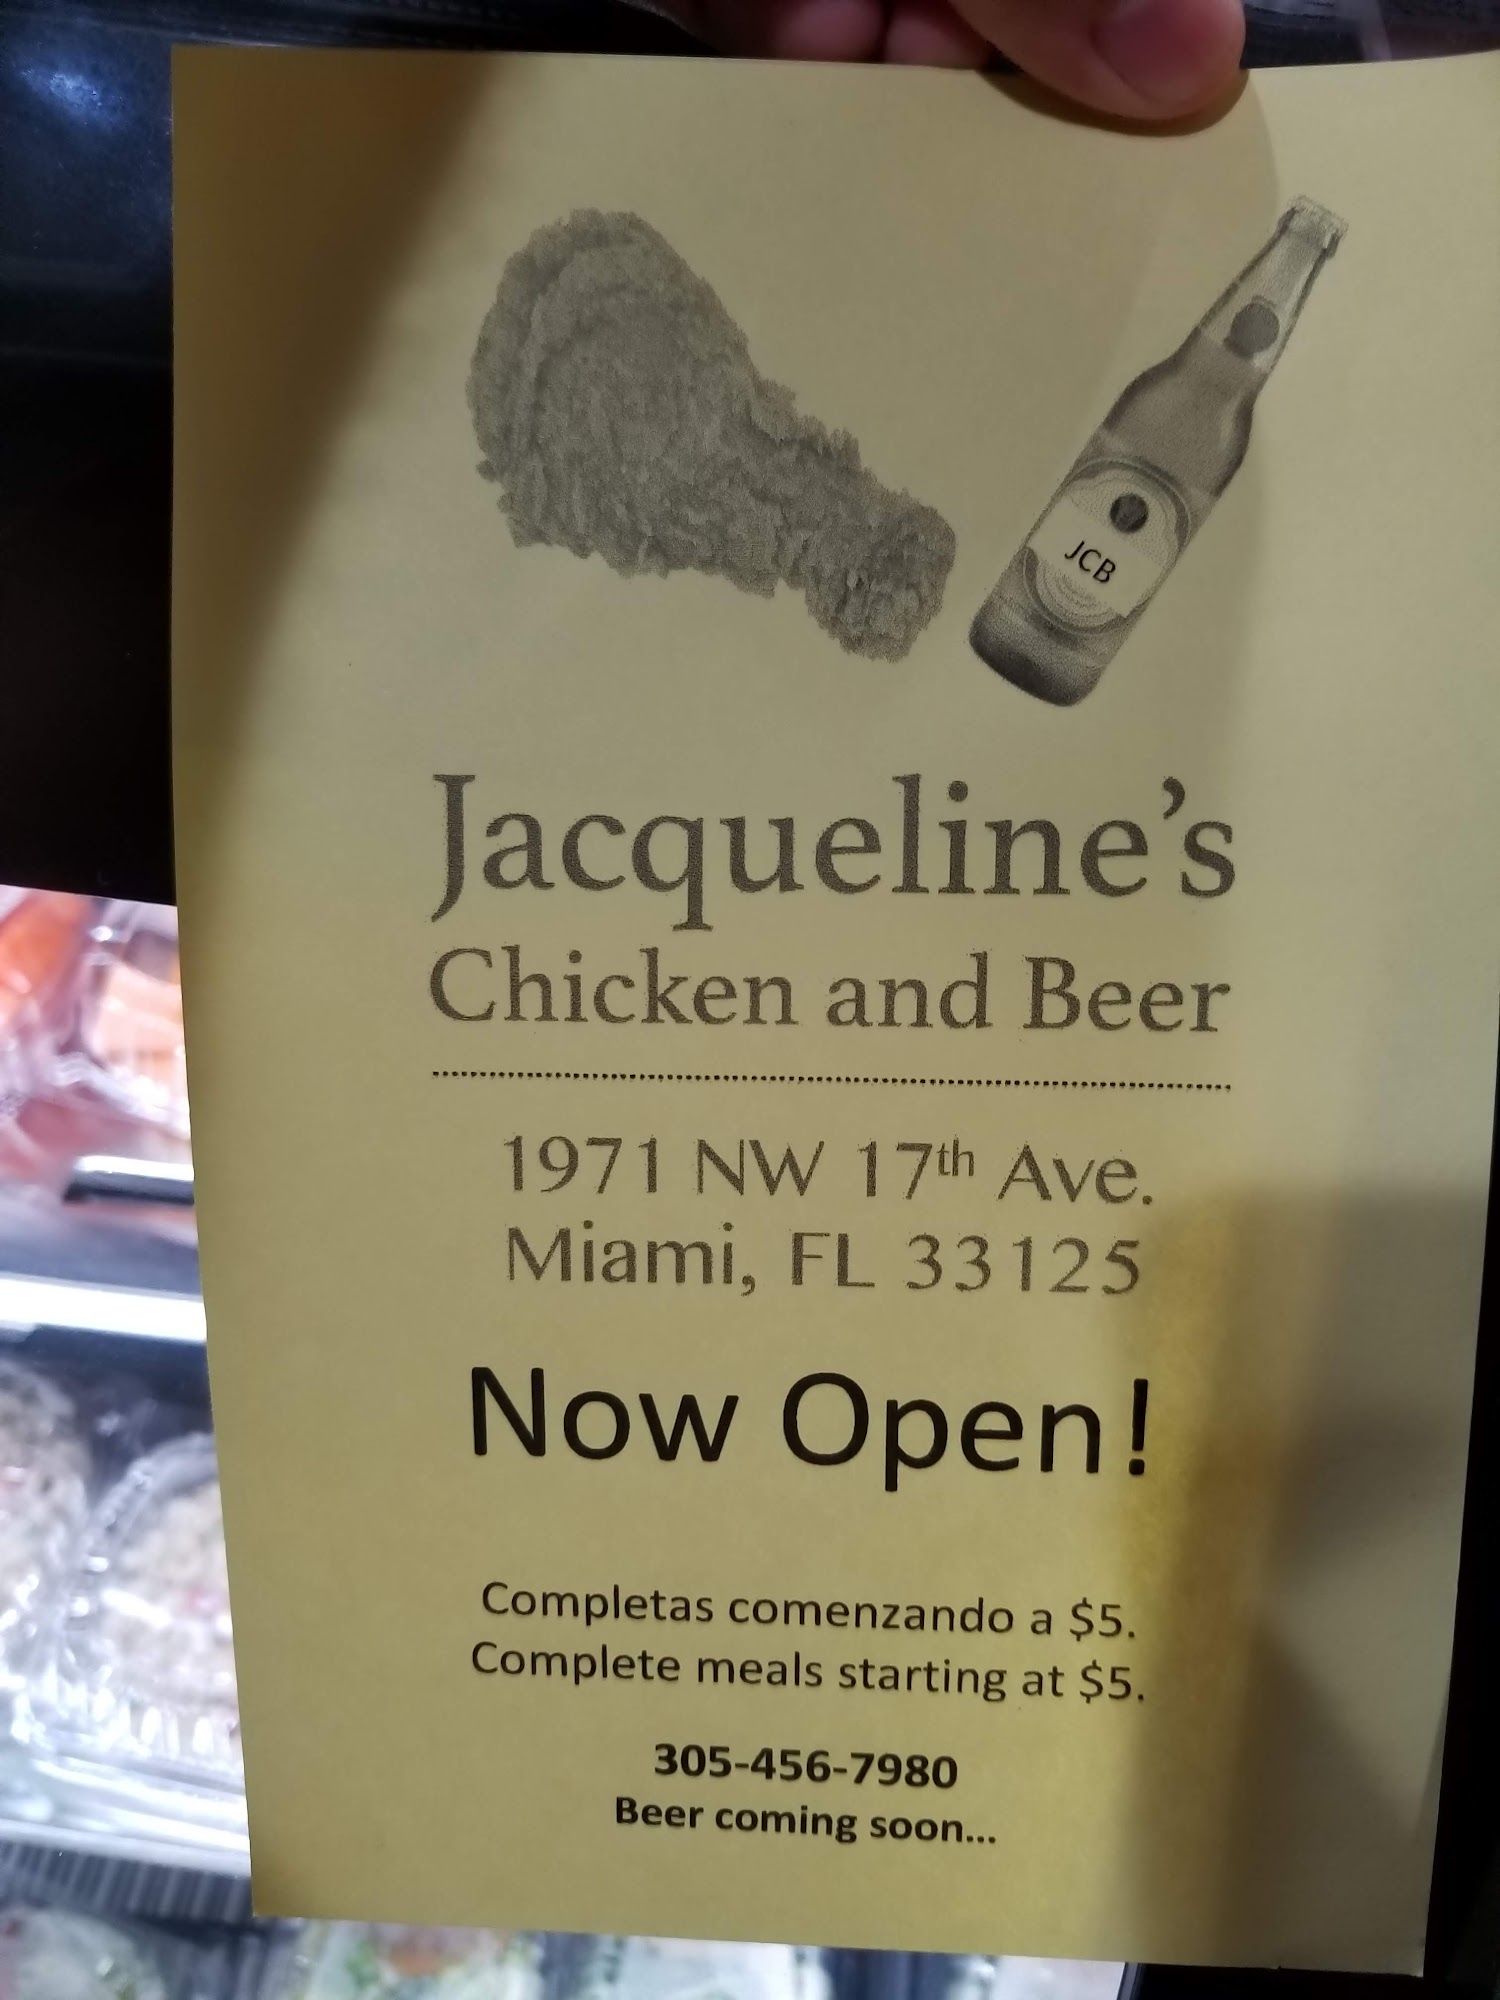 JCB
Jacqueline's
Chicken and Beer
1971 NW 17th Ave.
Miami, FL 33125
Now Open!
Completas comenzando a $5.
Complete meals starting at $5.
305-456-7980
Beer coming soon...